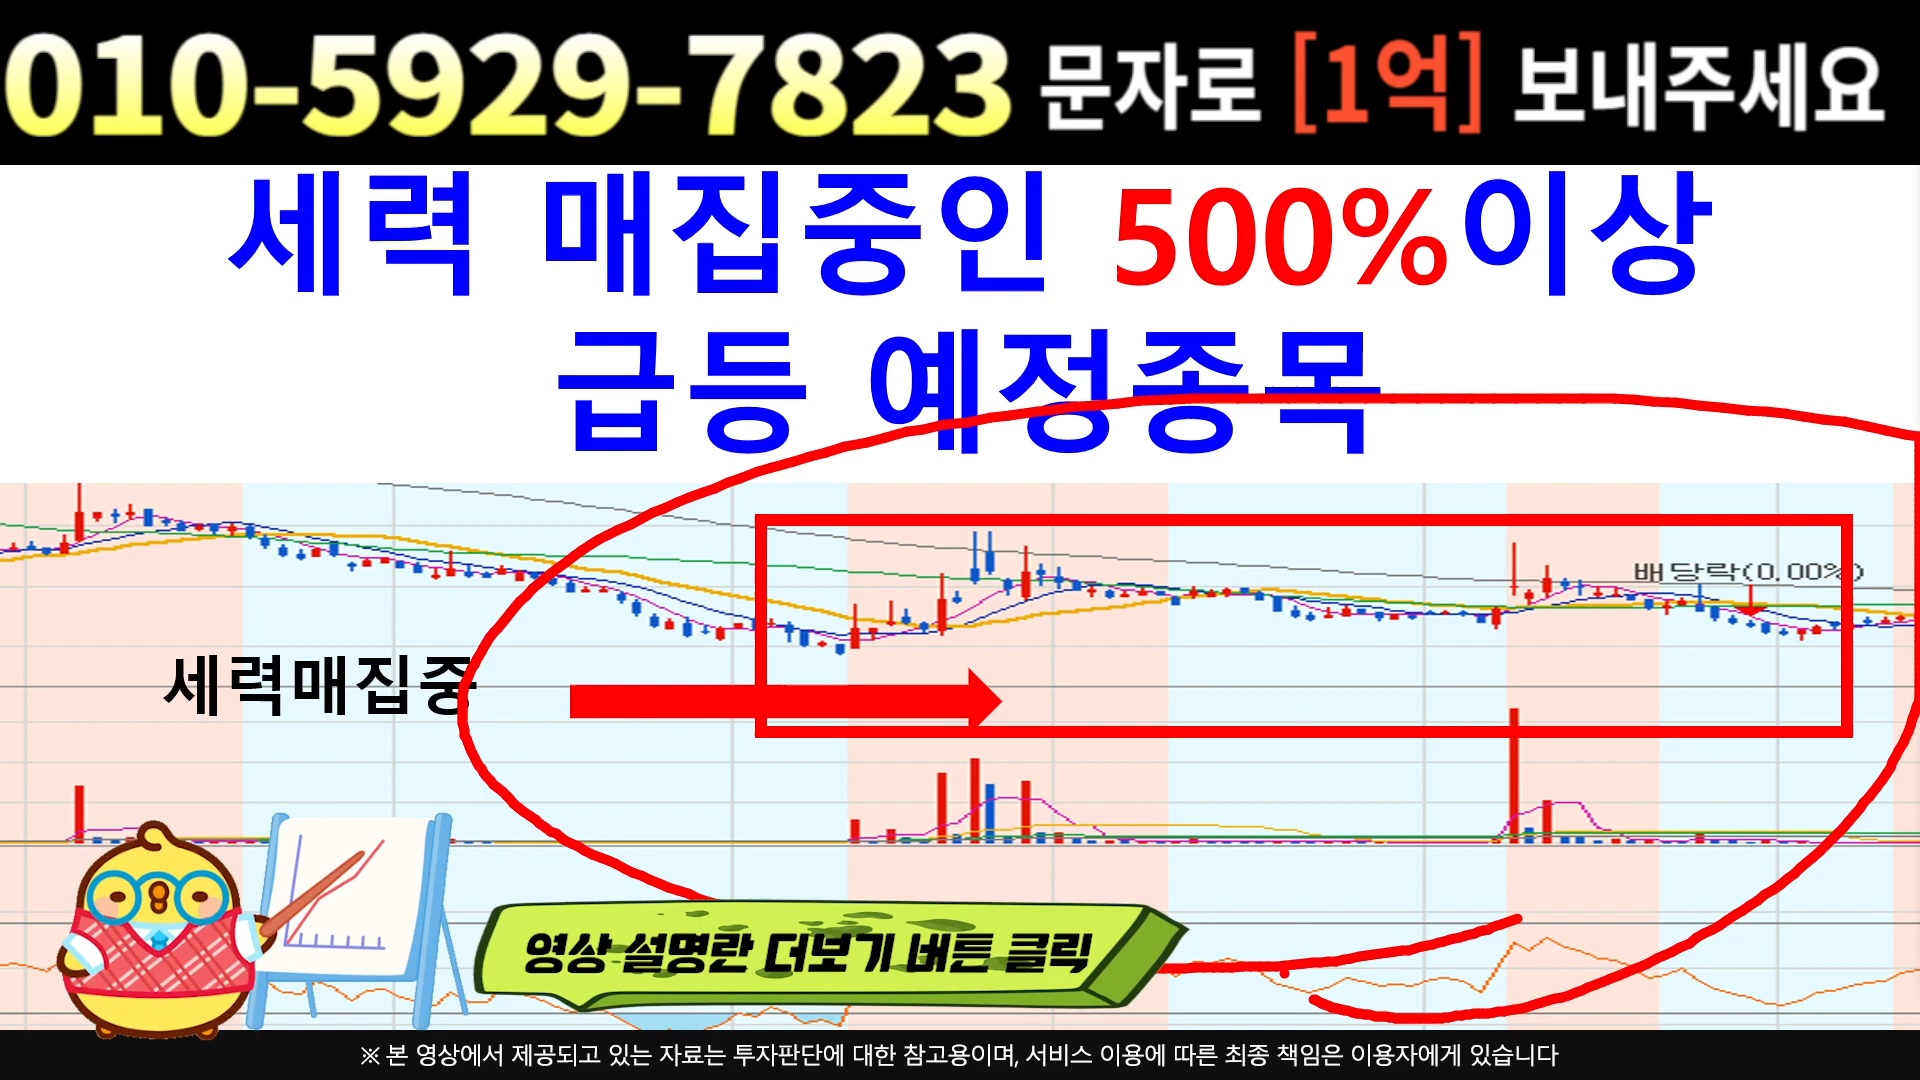 010-5929-7823 문자로 [1억] 보내주세요
세력 매집중인 500%이상
급등 예정종목
배당락(0.00%)
세력매집중
영상 설명란 더보기 버튼 클릭
※ 본 영상에서 제공되고 있는 자료는 투자판단에 대한 참고용이며, 서비스 이용에 따른 최종 책임은 이용자에게 있습니다